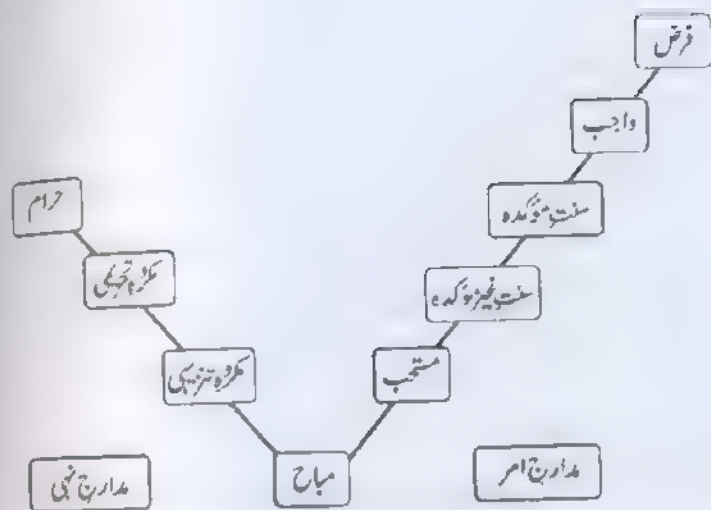 فرض
واجب
سنتِ مؤکدہ
حرام
سنتِ غیر مؤکدہ
مکروہ تحریمی
مستحب
مکروہ تنزیہی
مباح
مدارجِ امر
مدارجِ نہی